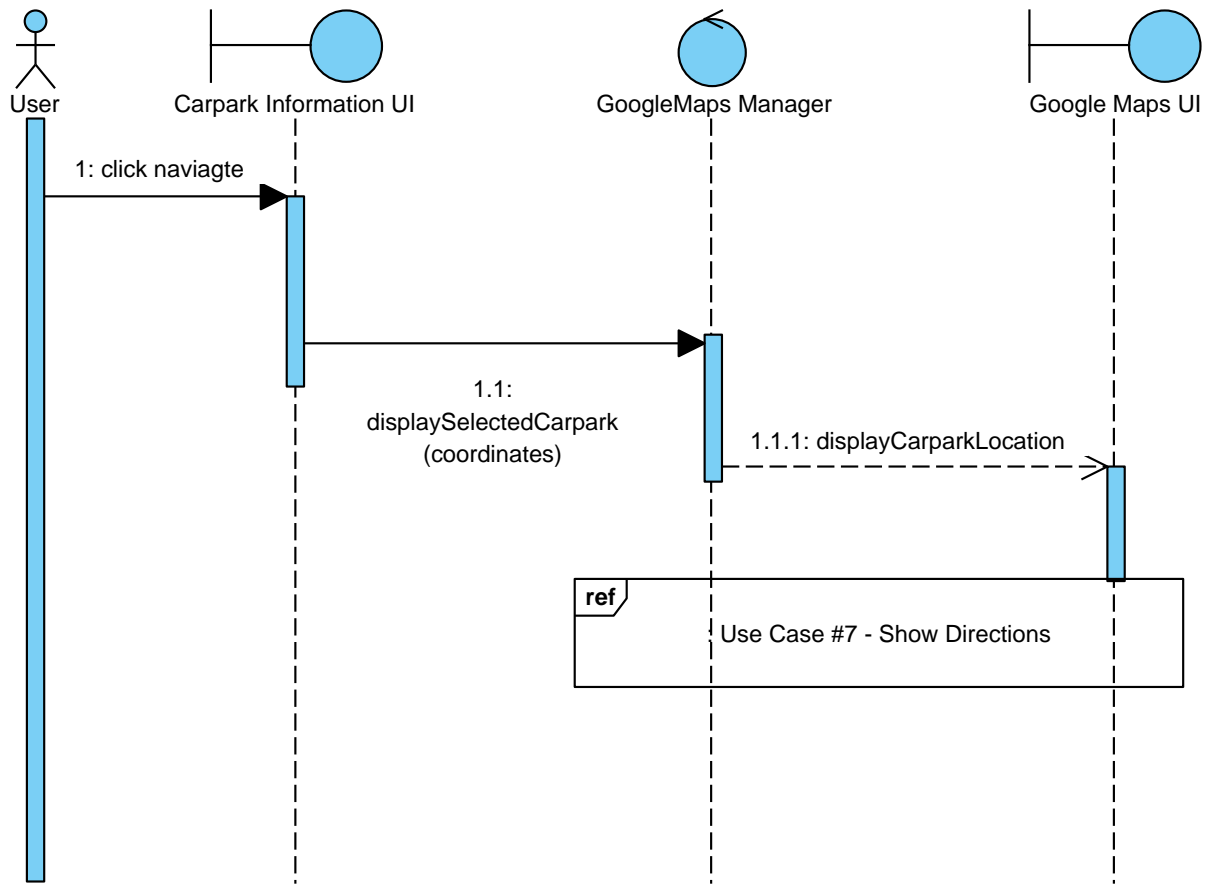 User
Carpark Information UI
GoogleMaps Manager
Google Maps UI
1: click naviagte
1.1:
displaySelectedCarpark
(coordinates)
1.1.1: displayCarparkLocation
ref
: Use Case #7 - Show Directions